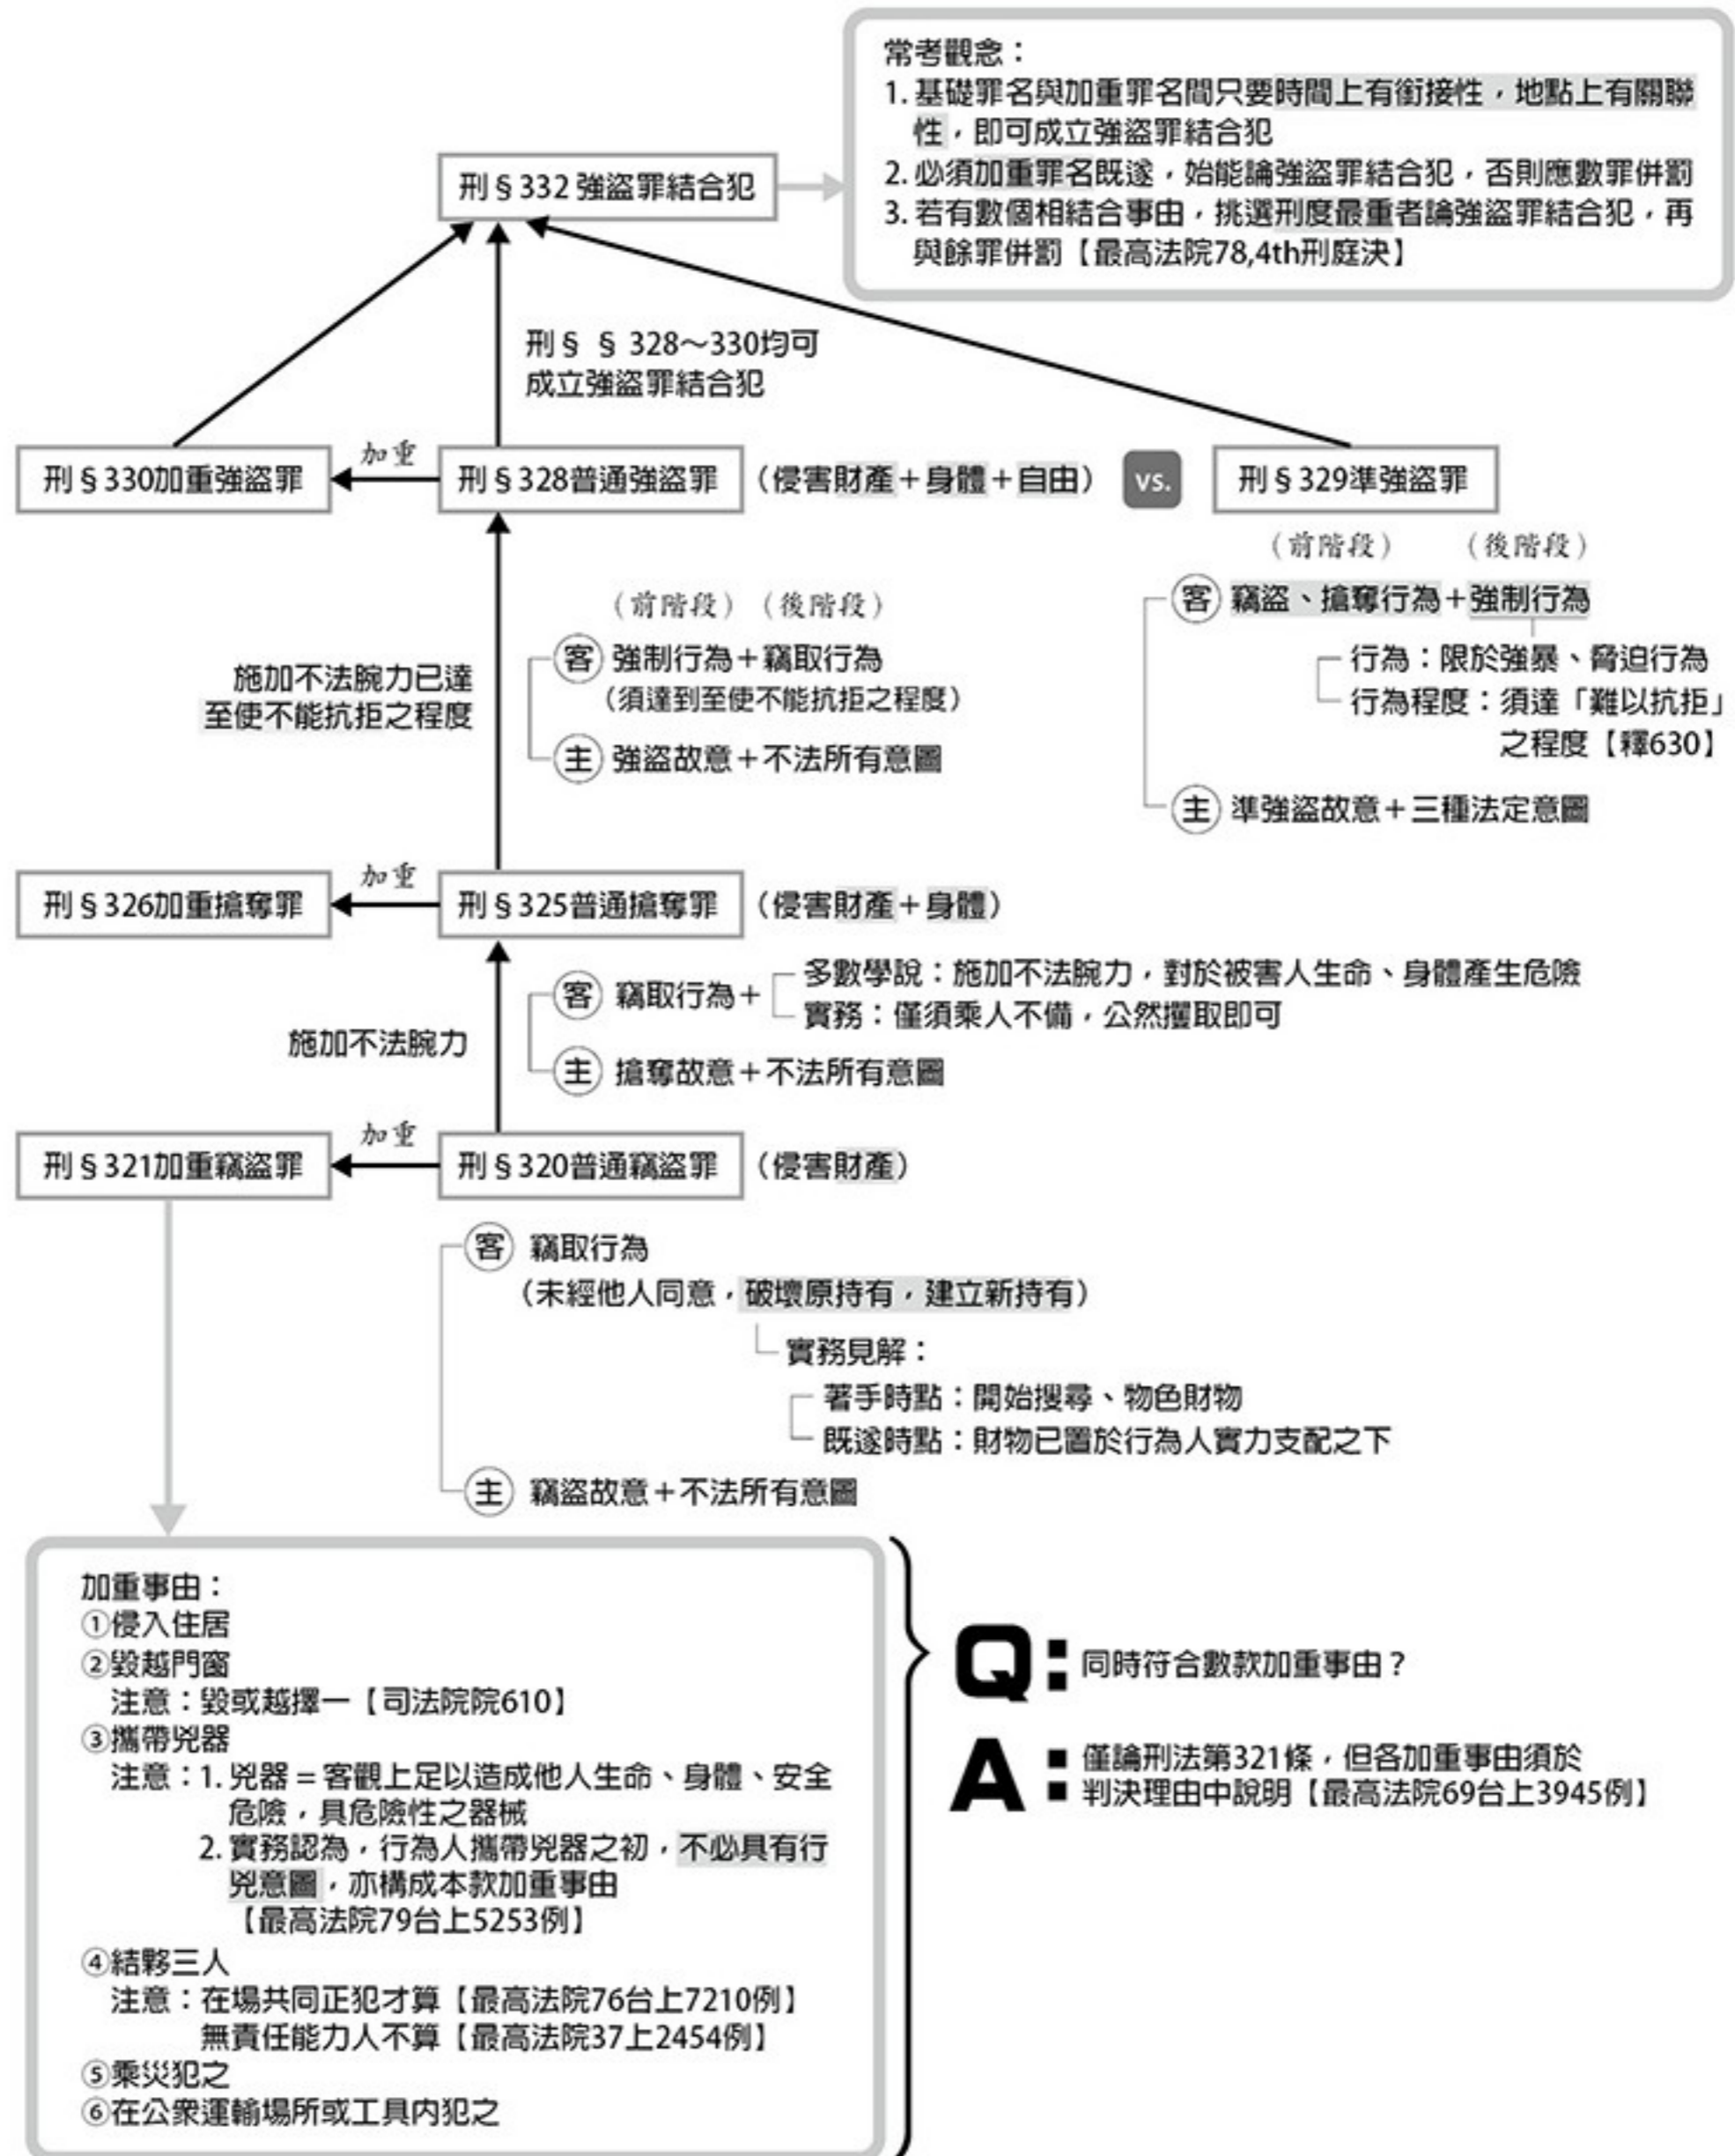 常考觀念：
1. 基礎罪名與加重罪名間只要時間上有銜接性，地點上有關聯
性，即可成立強盜罪結合犯
2. 必須加重罪名既遂，始能論強盜罪結合犯，否則應數罪併罰
3. 若有數個相結合事由，挑選刑度最重者論強盜罪結合犯，再
與餘罪併罰【最高法院78,4th刑庭決】
刑§332 強盜罪結合犯
刑§ § 328～330均可
成立強盜罪結合犯
刑§330加重強盜罪
加重
刑§328普通強盜罪
（侵害財產＋身體＋自由）
VS.
刑§329準強盜罪
（前階段）（後階段）
客 竊盜、搶奪行為＋強制行為
行為：限於強暴、脅迫行為
行為程度：須達「難以抗拒」
之程度【釋630】
主 準強盜故意＋三種法定意圖
施加不法腕力已達
至使不能抗拒之程度
（前階段）（後階段）
客 強制行為＋竊取行為
（須達到至使不能抗拒之程度）
主 強盜故意＋不法所有意圖
刑§326加重搶奪罪
加重
刑§325普通搶奪罪
（侵害財產＋身體）
施加不法腕力
客 竊取行為＋
多數學說：施加不法腕力，對於被害人生命、身體產生危險
實務：僅須乘人不備，公然攫取即可
主 搶奪故意＋不法所有意圖
刑§321加重竊盜罪
加重
刑§320普通竊盜罪
（侵害財產）
客 竊取行為
（未經他人同意，破壞原持有，建立新持有）
實務見解：
著手時點：開始搜尋、物色財物
既遂時點：財物已置於行為人實力支配之下
主 竊盜故意＋不法所有意圖
加重事由：
①侵入住居
②毀越門窗
注意：毀或越擇一【司法院院610】
③攜帶兇器
注意：1. 兇器 = 客觀上足以造成他人生命、身體、安全
危險，具危險性之器械
2. 實務認為，行為人攜帶兇器之初，不必具有行
兇意圖，亦構成本款加重事由
【最高法院79台上5253例】
④結夥三人
注意：在場共同正犯才算【最高法院76台上7210例】
無責任能力人不算【最高法院37上2454例】
⑤乘災犯之
⑥在公眾運輸場所或工具內犯之
Q：同時符合數款加重事由？
A：僅論刑法第321條，但各加重事由須於
判決理由中說明【最高法院69台上3945例】